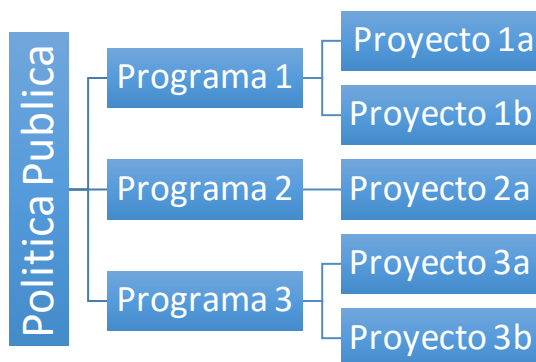 Politica Publica
Programa 1
Proyecto 1a
Proyecto 1b
Programa 2
Proyecto 2a
Programa 3
Proyecto 3a
Proyecto 3b